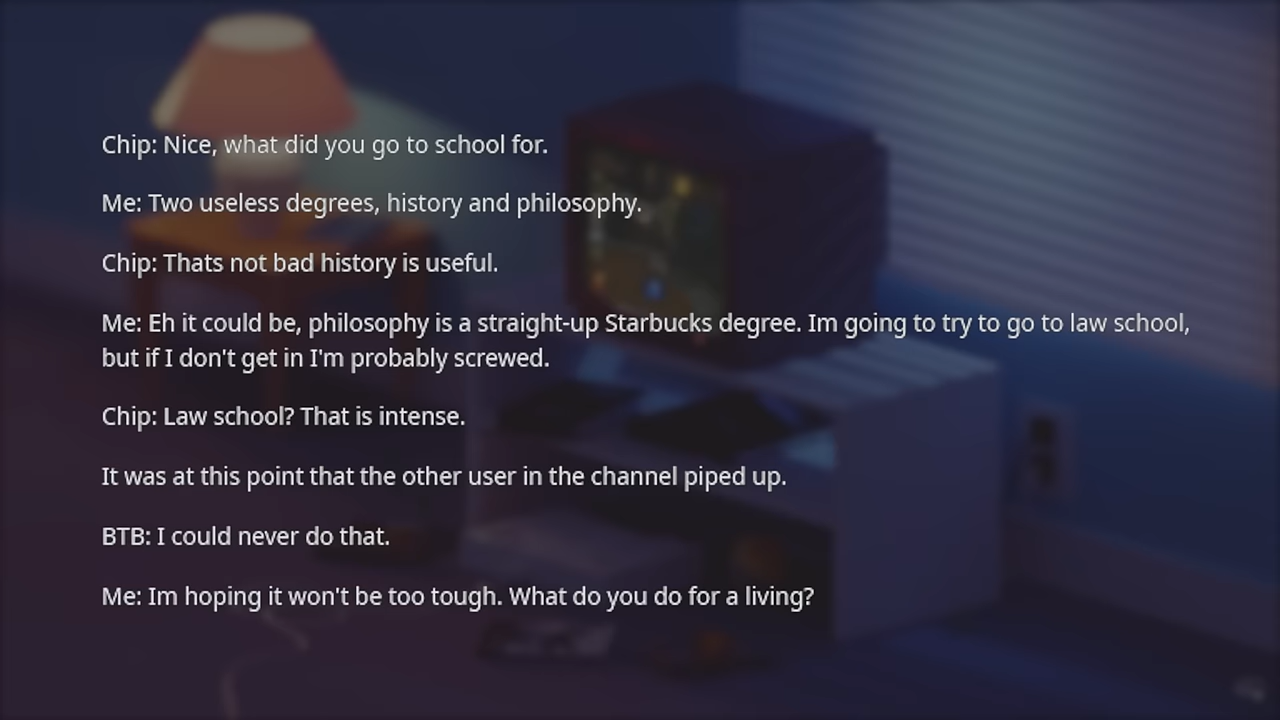 Chip: Nice, what did you go to school for.
Me: Two useless degrees, history and philosophy.
Chip: Thats not bad history is useful.
Me: Eh it could be, philosophy is a straight-up Starbucks degree. Im going to try to go to law school,
but if I don't get in I'm probably screwed.
Chip: Law school? That is intense.
It was at this point that the other user in the channel piped up.
BTB: I could never do that.
Me: Im hoping it won't be too tough. What do you do for a living?